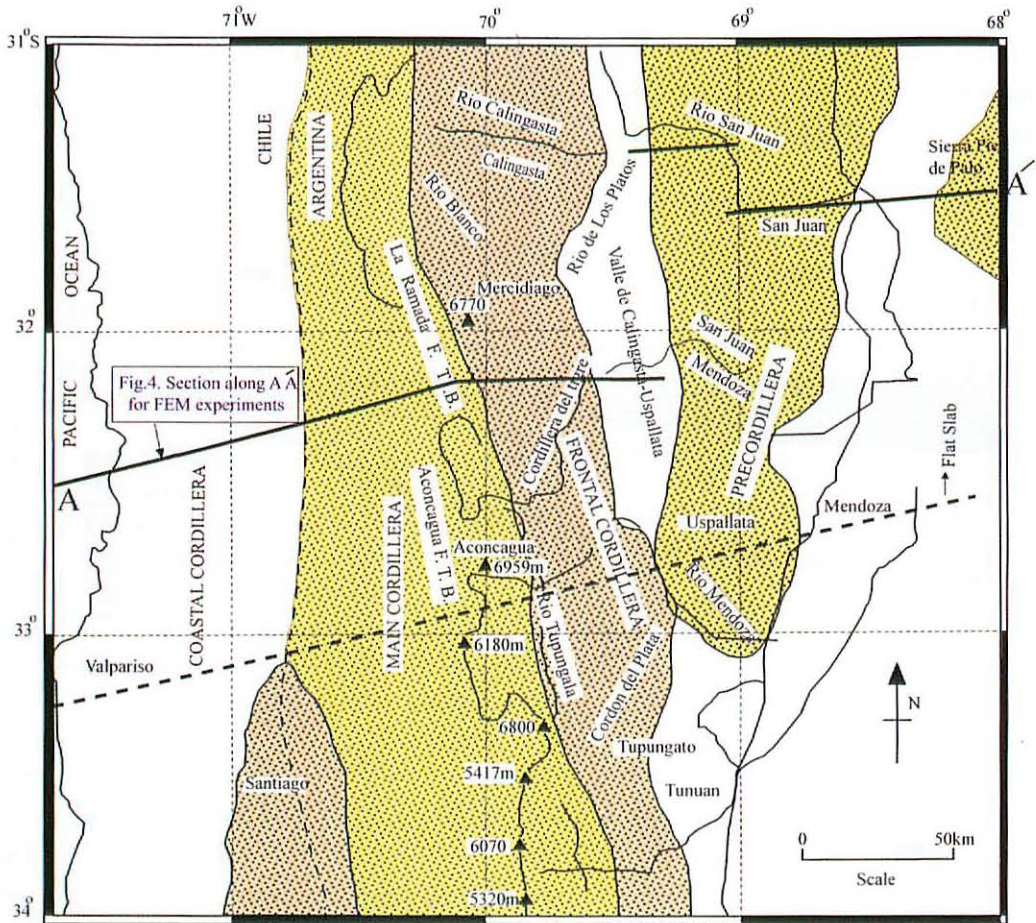 71°W
70°
69°
68°
31°S
CHILE
ARGENTINA
Rio Calingasta
Calingasta
Rio Blanco
Rio San Juan
Sierra Pie
de Palo
A
San Juan
Rio de Los Platos
Valle de Calingasta-Uspallata
OCEAN
PACIFIC
La Ramada F. T.B.
Mercidiago
6770
32°
San Juan
Mendoza
Fig.4. Section along A Á
for FEM experiments
A
Cordillera del tigre
PRECORDILLERA
FRONTAL CORDILLERA
Flat Slab
Mendoza
Uspallata
COASTAL CORDILLERA
MAIN CORDILLERA
Aconcagua F. T.B.
Aconcagua
6959m
Rio Mendoza
Rio Tupungala
33°
6180m
Valpariso
Cordon del Plata
N
6800
Tupungato
Santiago
5417m
Tunuan
6070
0 50km
Scale
5320m
34°